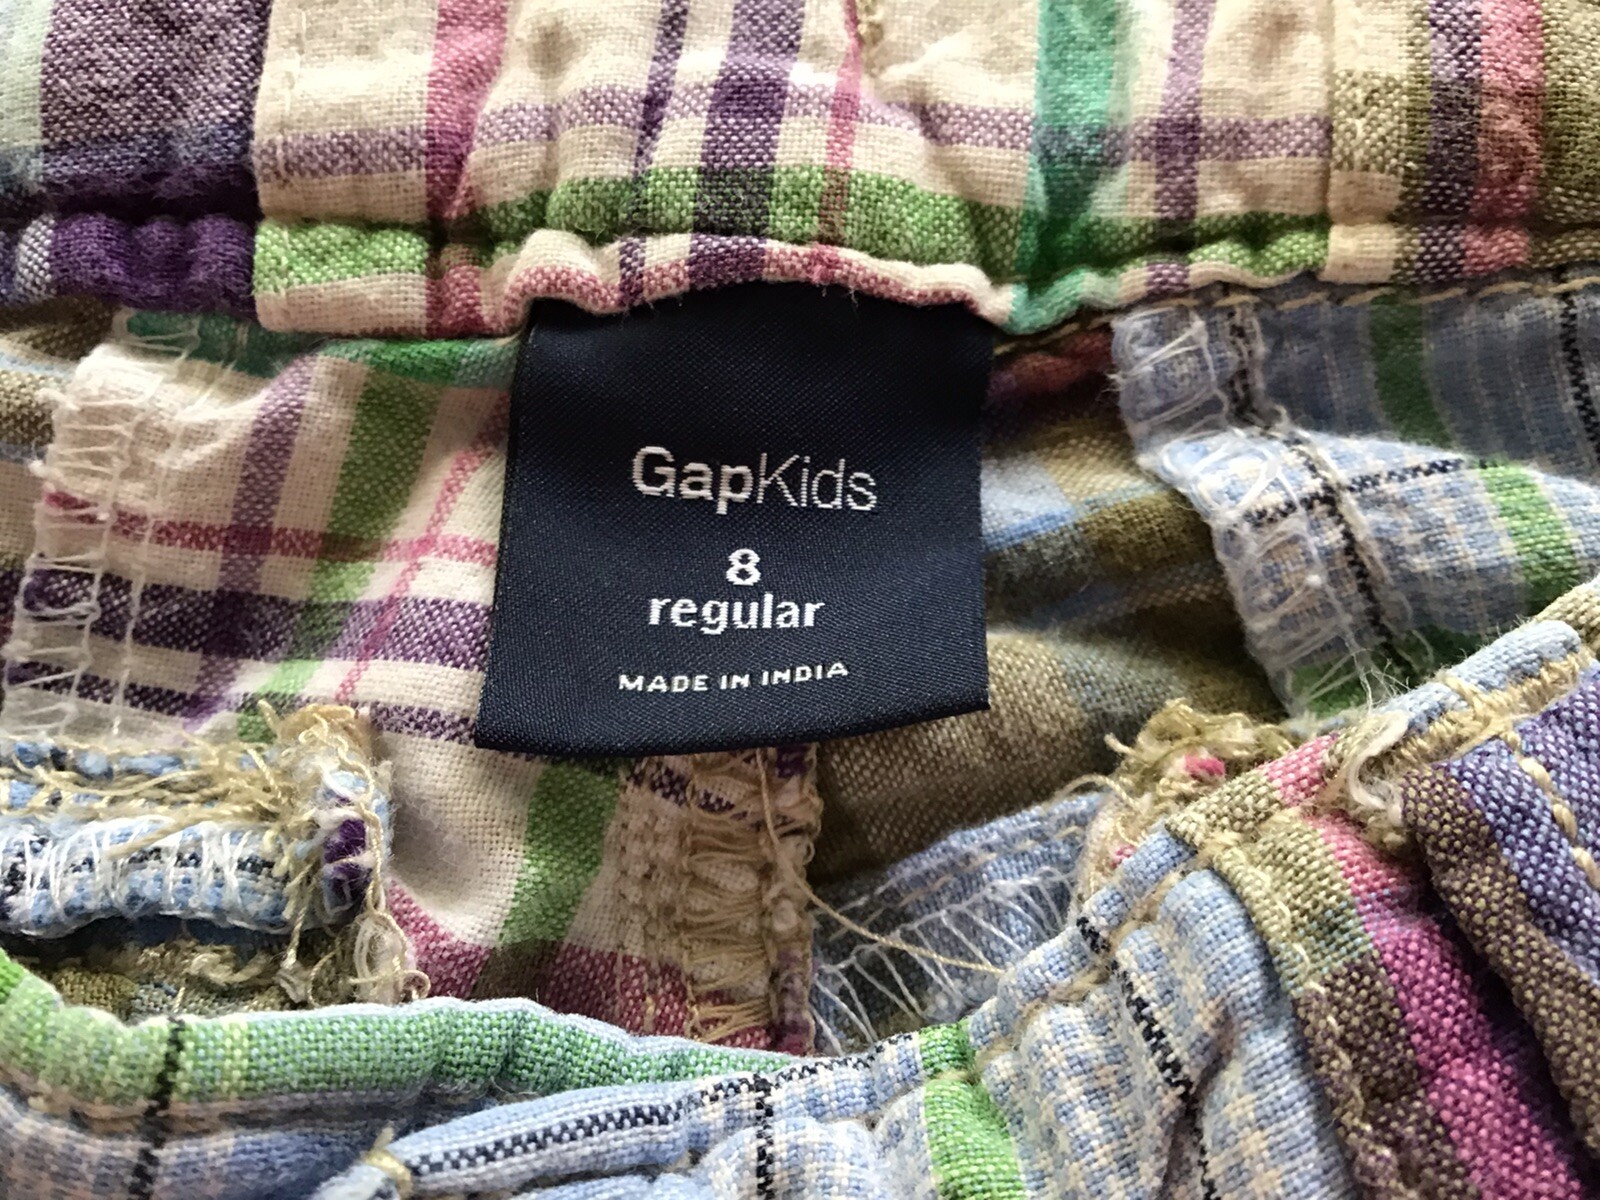 GapKids
8
regular
MADE IN INDIA